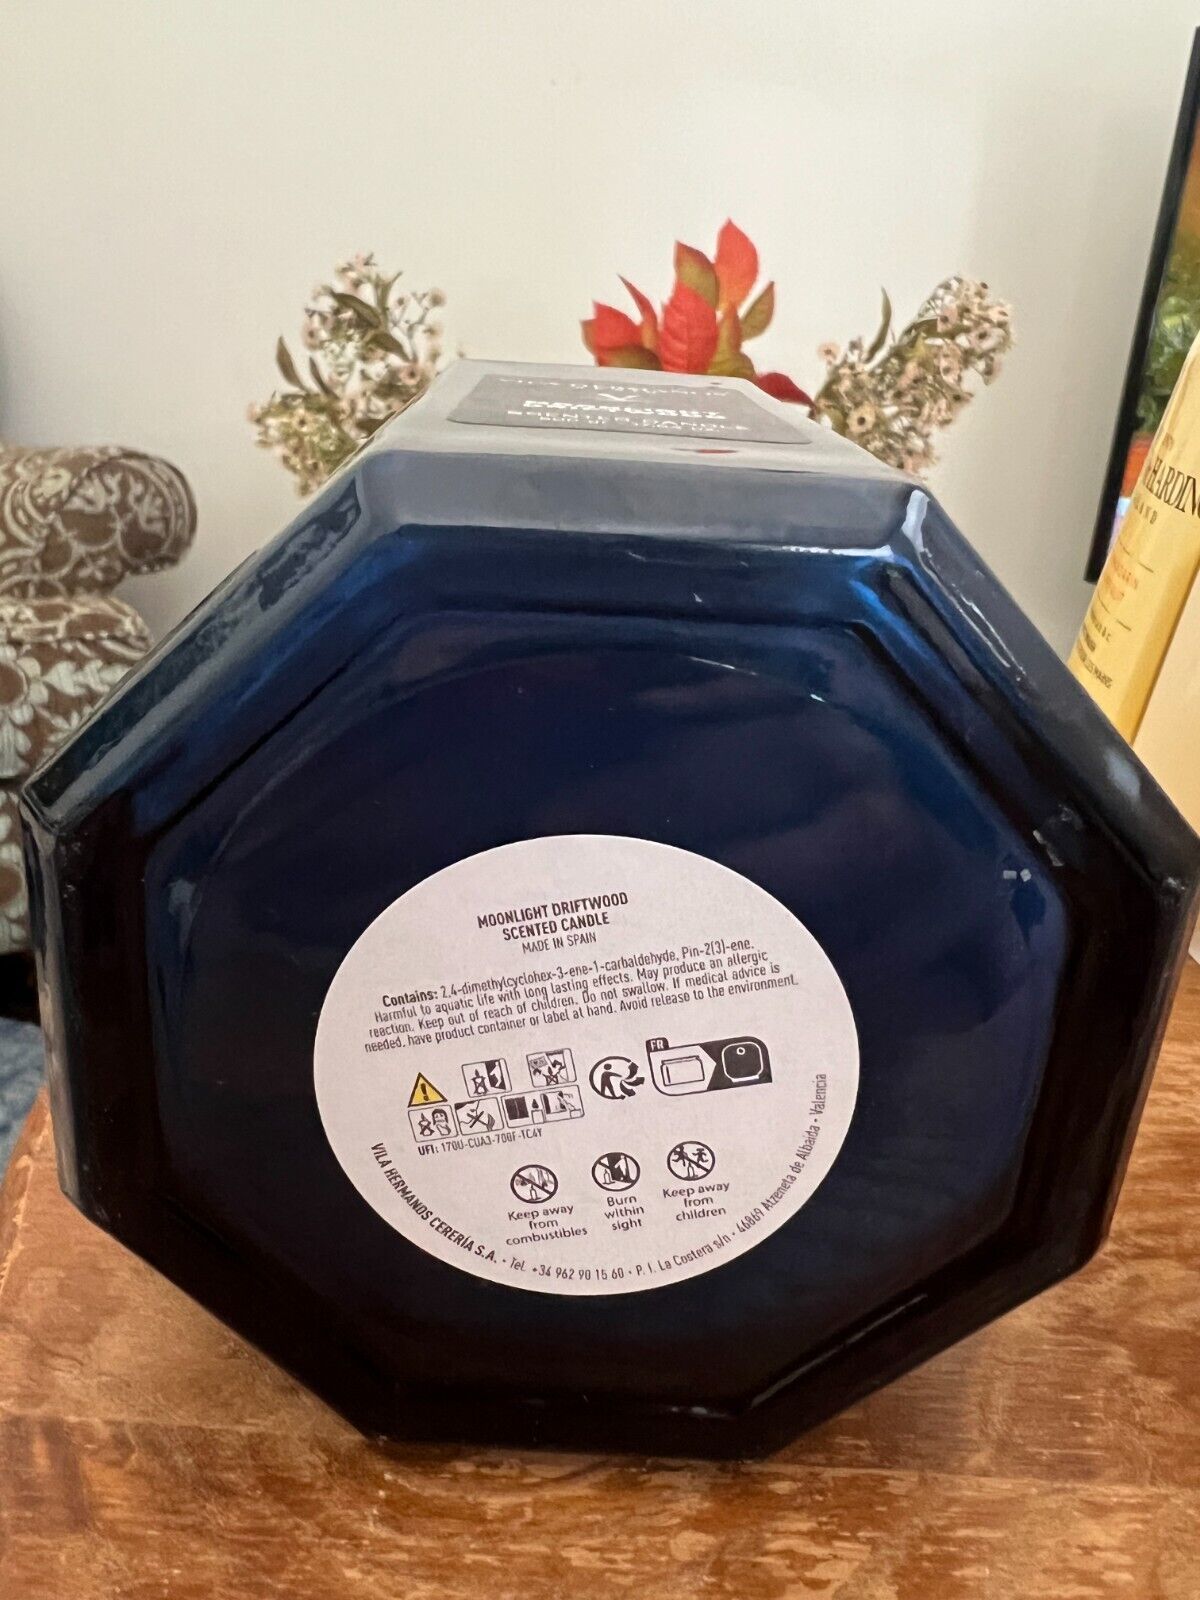 SCENTED CANDLE
HARDIN
MOONLIGHT DRIFTWOOD
SCENTED CANDLE
MADE IN SPAIN
Contains: 2,4-dimethylcyclohex-3-ene-1-carbaldehyde, Pin-2(3)-ene.
Harmful to aquatic life with long lasting effects. May produce an allergic
reaction. Keep out of reach of children. Do not swallow. If medical advice is
needed, have product container or label at hand. Avoid release to the environment.
FR
UFI: 170U-CUA3-700F-TC4Y
Keep away
from
combustibles
Burn
within
sight
Keep away
from
children
VILA HERMANOS CERERÍA S.A. • Tel. +34 962 90 15 60 • P. I. La Costera s/n • 46869 Atzeneta de Albaida • Valencia